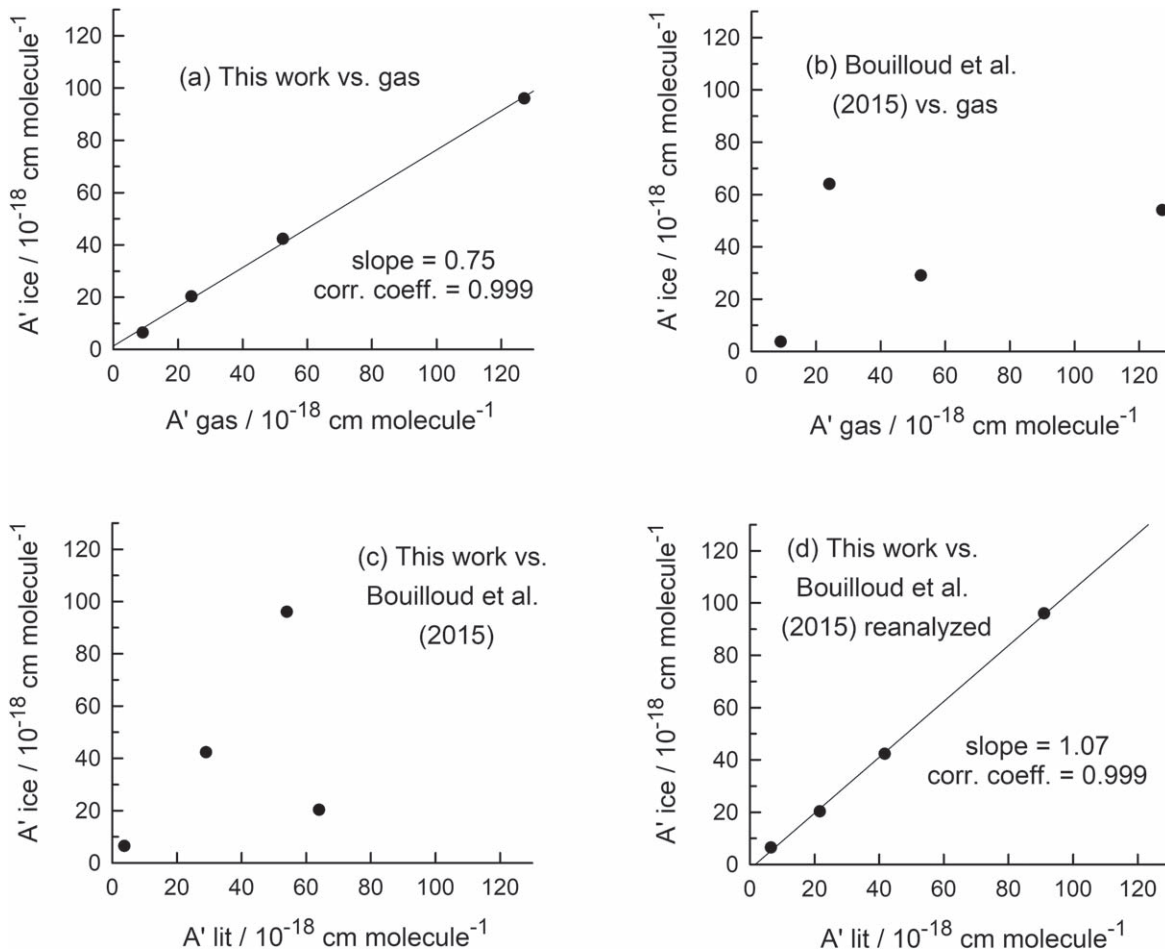 120
100
80
60
40
20
0
A' ice / 10⁻¹⁸ cm molecule⁻¹
(a) This work vs. gas
slope = 0.75
corr. coeff. = 0.999
0 20 40 60 80 100 120
A' gas / 10⁻¹⁸ cm molecule⁻¹
120
100
80
60
40
20
0
A' ice / 10⁻¹⁸ cm molecule⁻¹
(b) Bouilloud et al.
(2015) vs. gas
0 20 40 60 80 100 120
A' gas / 10⁻¹⁸ cm molecule⁻¹
120
100
80
60
40
20
0
A' ice / 10⁻¹⁸ cm molecule⁻¹
(c) This work vs.
Bouilloud et al.
(2015)
0 20 40 60 80 100 120
A' lit / 10⁻¹⁸ cm molecule⁻¹
120
100
80
60
40
20
0
A' ice / 10⁻¹⁸ cm molecule⁻¹
(d) This work vs.
Bouilloud et al.
(2015) reanalyzed
slope = 1.07
corr. coeff. = 0.999
0 20 40 60 80 100 120
A' lit / 10⁻¹⁸ cm molecule⁻¹